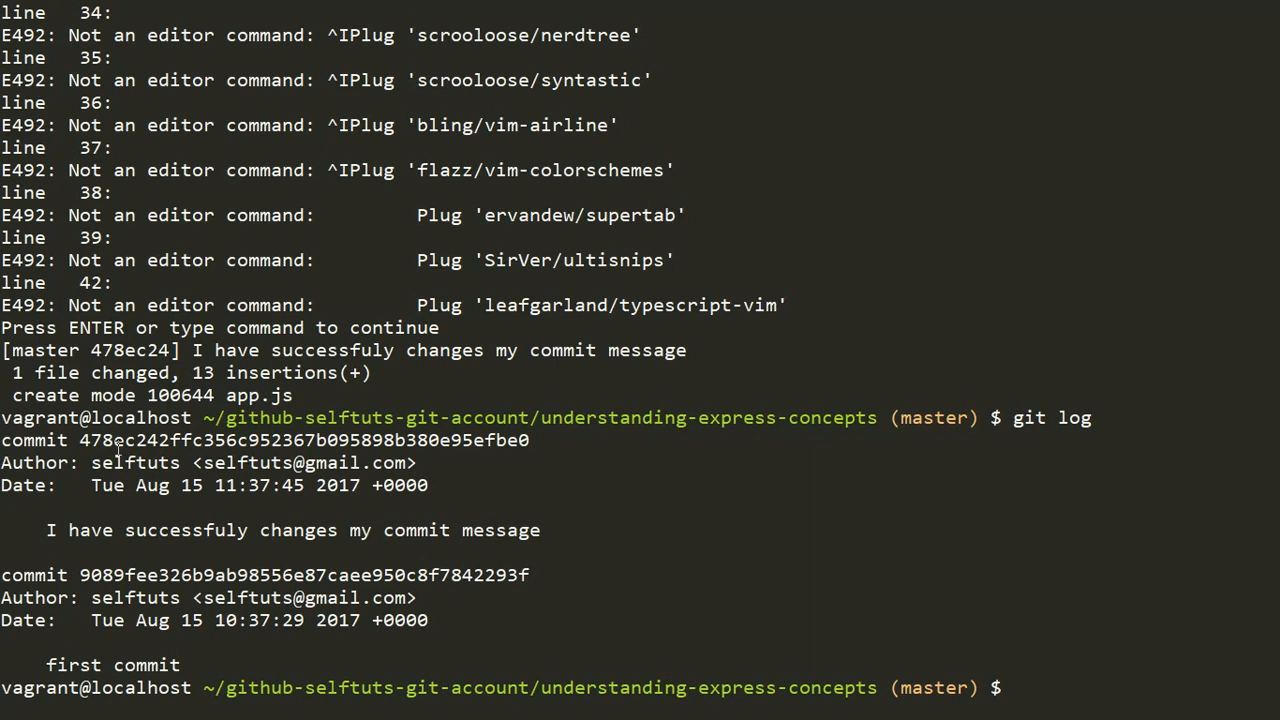 line   34:
E492: Not an editor command: ^IPlug 'scrooloose/nerdtree'
line   35:
E492: Not an editor command: ^IPlug 'scrooloose/syntastic'
line   36:
E492: Not an editor command: ^IPlug 'bling/vim-airline'
line   37:
E492: Not an editor command: ^IPlug 'flazz/vim-colorschemes'
line   38:
E492: Not an editor command:         Plug 'ervandew/supertab'
line   39:
E492: Not an editor command:         Plug 'SirVer/ultisnips'
line   42:
E492: Not an editor command:         Plug 'leafgarland/typescript-vim'
Press ENTER or type command to continue
[master 478ec24] I have successfuly changes my commit message
 1 file changed, 13 insertions(+)
 create mode 100644 app.js
vagrant@localhost ~/github-selftuts-git-account/understanding-express-concepts (master) $ git log
commit 478ec242ffc356c952367b095898b380e95efbe0
Author: selftuts <selftuts@gmail.com>
Date:   Tue Aug 15 11:37:45 2017 +0000
    I have successfuly changes my commit message
commit 9089fee326b9ab98556e87caee950c8f7842293f
Author: selftuts <selftuts@gmail.com>
Date:   Tue Aug 15 10:37:29 2017 +0000
    first commit
vagrant@localhost ~/github-selftuts-git-account/understanding-express-concepts (master) $